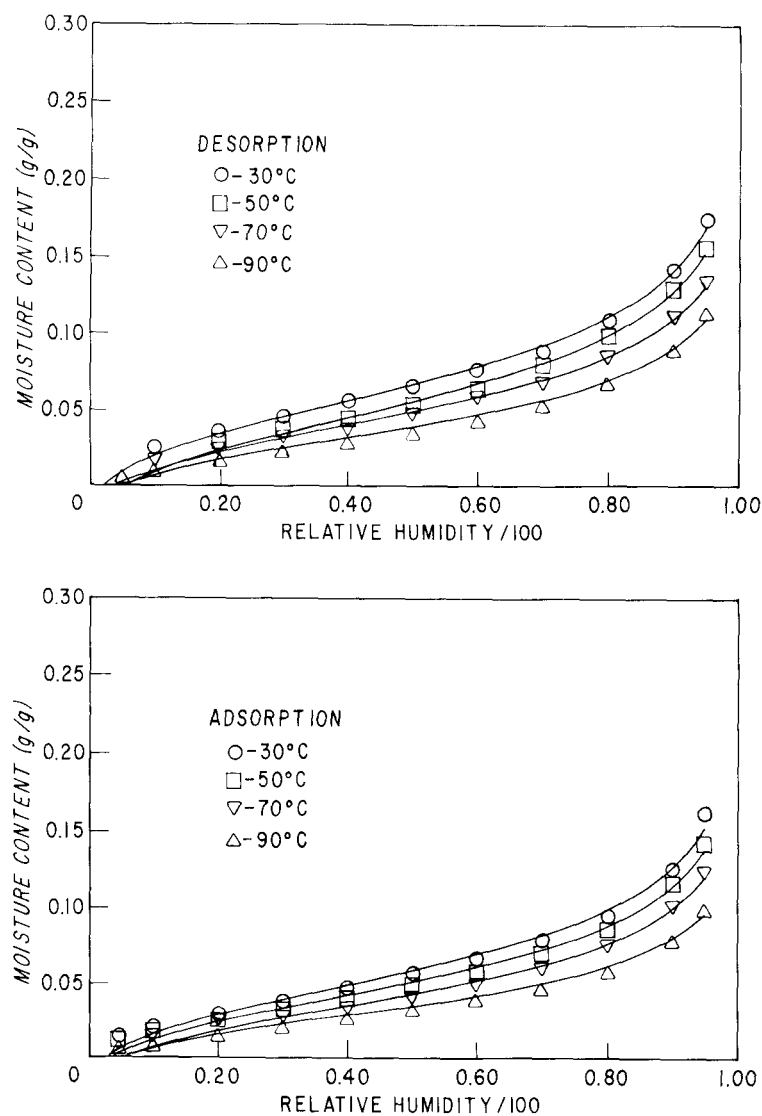 0.30
0.25
0.20
0.15
0.10
0.05
0
MOISTURE CONTENT (g/g)
DESORPTION
○-30°C
□-50°C
▽-70°C
△-90°C
0.20
0.40
0.60
0.80
1.00
RELATIVE HUMIDITY/100
0.30
0.25
0.20
0.15
0.10
0.05
0
MOISTURE CONTENT (g/g)
ADSORPTION
○-30°C
□-50°C
▽-70°C
△-90°C
0.20
0.40
0.60
0.80
1.00
RELATIVE HUMIDITY/100